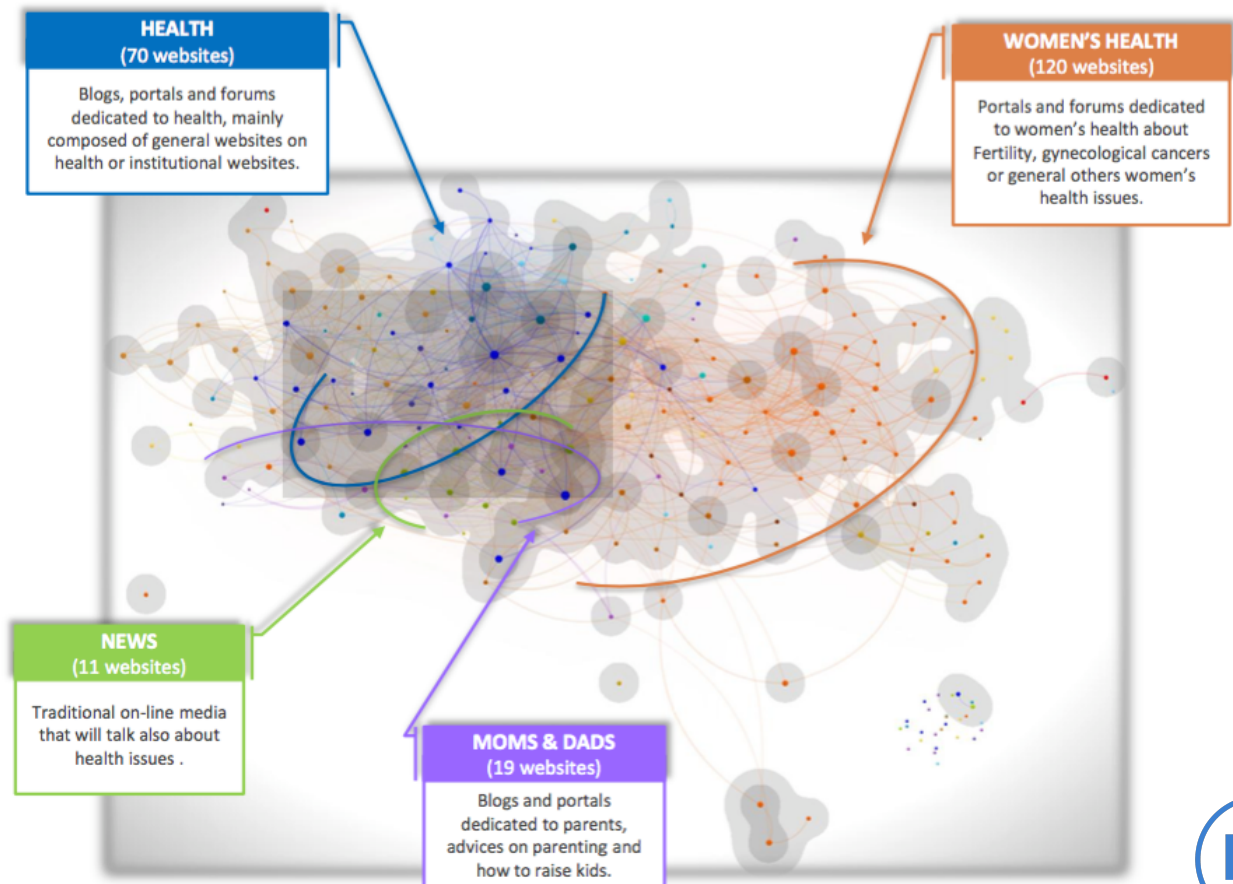 HEALTH
(70 websites)
Blogs, portals and forums
dedicated to health, mainly
composed of general websites on
health or institutional websites.
WOMEN'S HEALTH
(120 websites)
Portals and forums dedicated
to women's health about
Fertility, gynecological cancers
or general others women's
health issues.
NEWS
(11 websites)
Traditional on-line media
that will talk also about
health issues .
MOMS & DADS
(19 websites)
Blogs and portals
dedicated to parents,
advices on parenting and
how to raise kids.